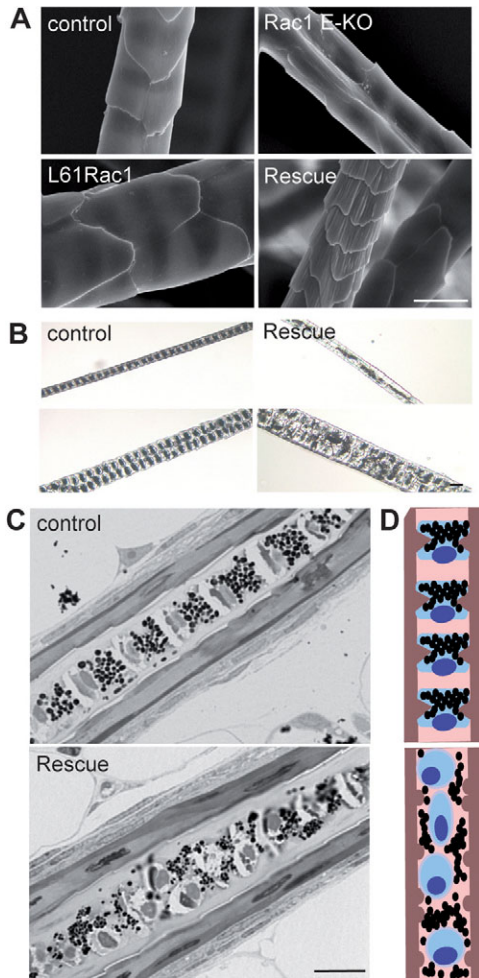 A
control
Rac1 E-KO
L61Rac1
Rescue
B
control
Rescue
C
control
D
Rescue